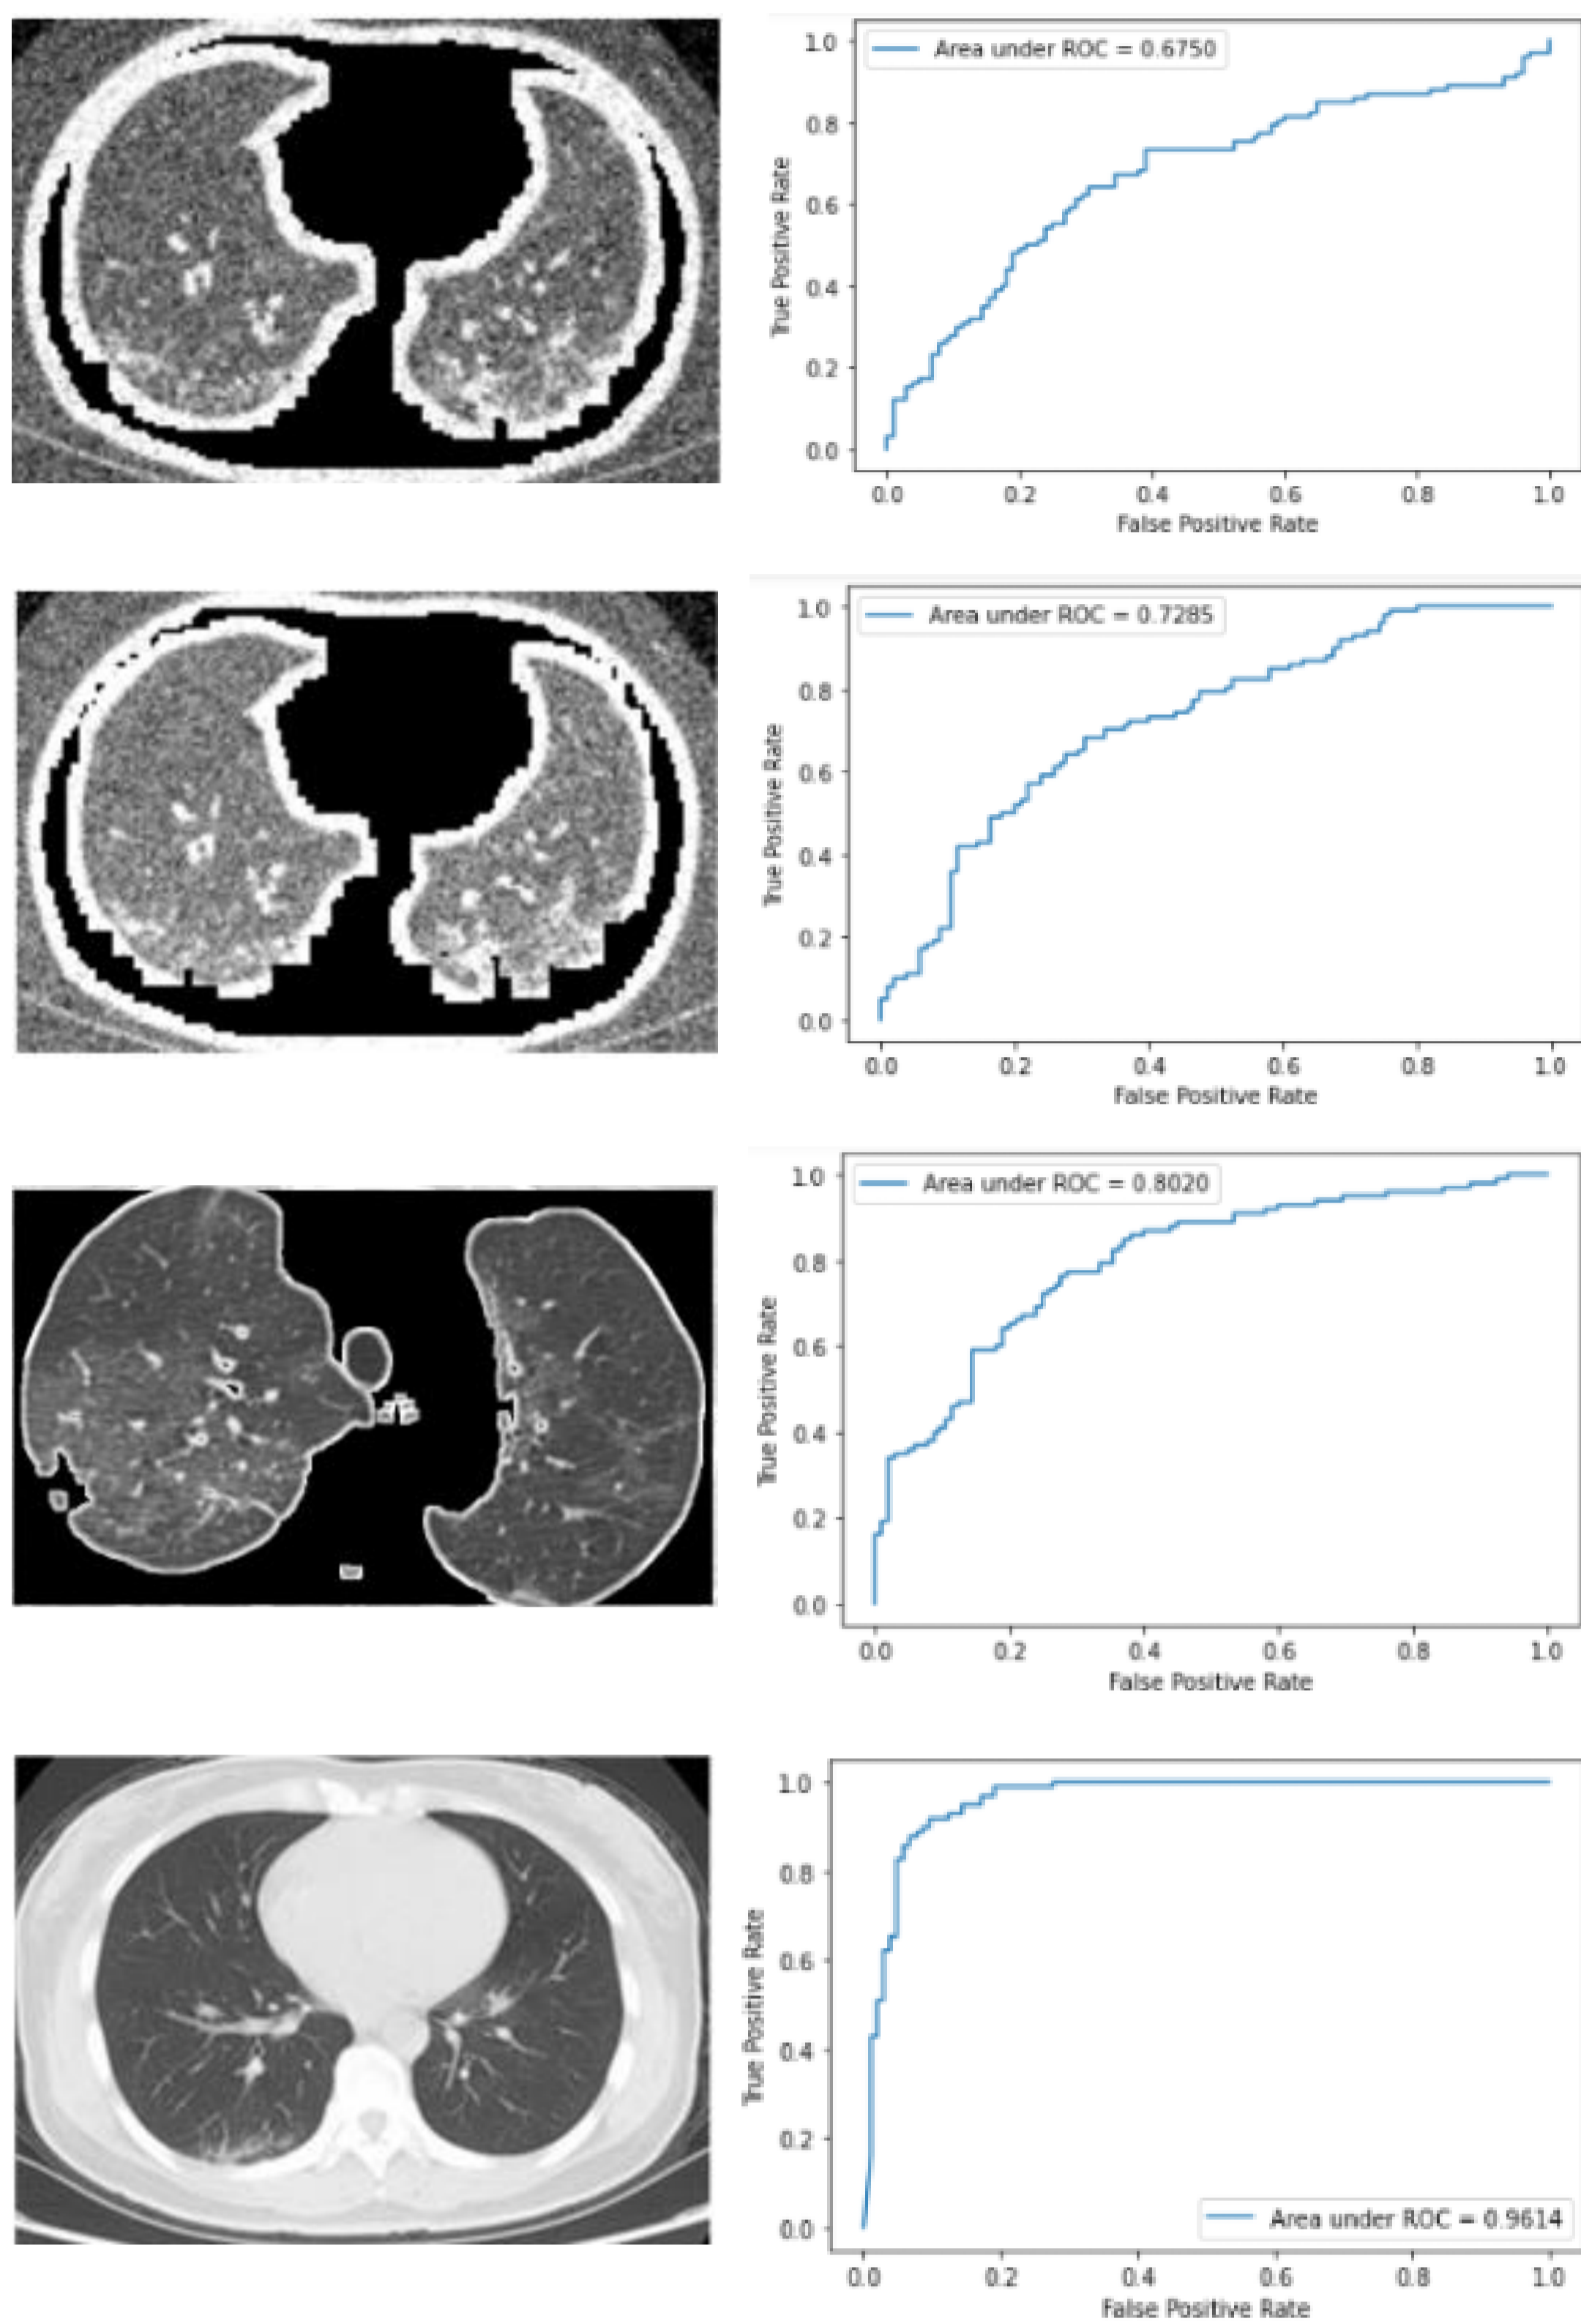 Area under ROC = 0.6750
1.0
0.8
0.6
0.4
0.2
0.0
True Positive Rate
0.0 0.2 0.4 0.6 0.8 1.0
False Positive Rate
Area under ROC = 0.7285
1.0
0.8
0.6
0.4
0.2
0.0
True Positive Rate
0.0 0.2 0.4 0.6 0.8 1.0
False Positive Rate
Area under ROC = 0.8020
1.0
0.8
0.6
0.4
0.2
0.0
True Positive Rate
0.0 0.2 0.4 0.6 0.8 1.0
False Positive Rate
1.0
0.8
0.6
0.4
0.2
0.0
True Positive Rate
Area under ROC = 0.9614
0.0 0.2 0.4 0.6 0.8 1.0
False Positive Rate